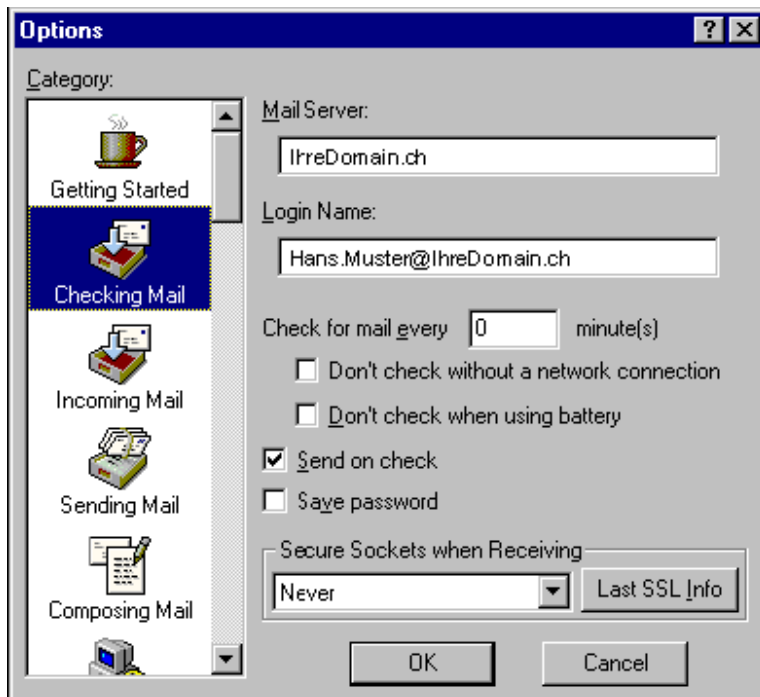 Options
Category:
Getting Started
Checking Mail
Incoming Mail
Sending Mail
Composing Mail
Mail Server:
IhreDomain.ch
Login Name:
Hans.Muster@IhreDomain.ch
Check for mail every 0 minute(s)
Don't check without a network connection
Don't check when using battery
Send on check
Save password
Secure Sockets when Receiving
Never
Last SSL Info
OK
Cancel